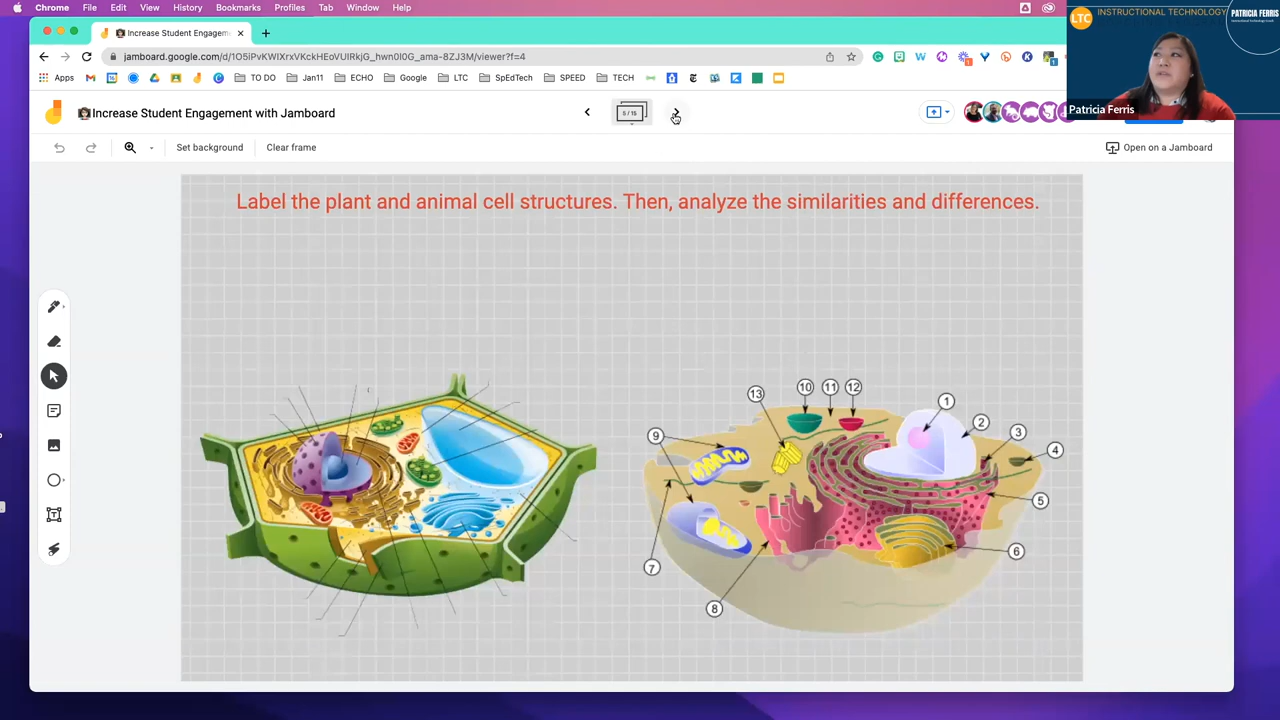 Chrome File Edit View History Bookmarks Profiles Tab Window Help
Increase Student Engagem
jamboard.google.com/d/1O5iPvKWIXrxVKckHEoVUIRkjG_hwn0I0G_ama-8ZJ3M/viewer?f=4
Apps TO DO Jan11 ECHO Google LTC SpEdTech SPEED TECH
LTC INSTRUCTIONAL TECHNOLOGY PATRICIA FERRIS
Patricia Ferris
Increase Student Engagement with Jamboard
5 / 15
Set background Clear frame Open on a Jamboard
Label the plant and animal cell structures. Then, analyze the similarities and differences.
13 10 11 12 1
2
9 3
4
5
6
7
8